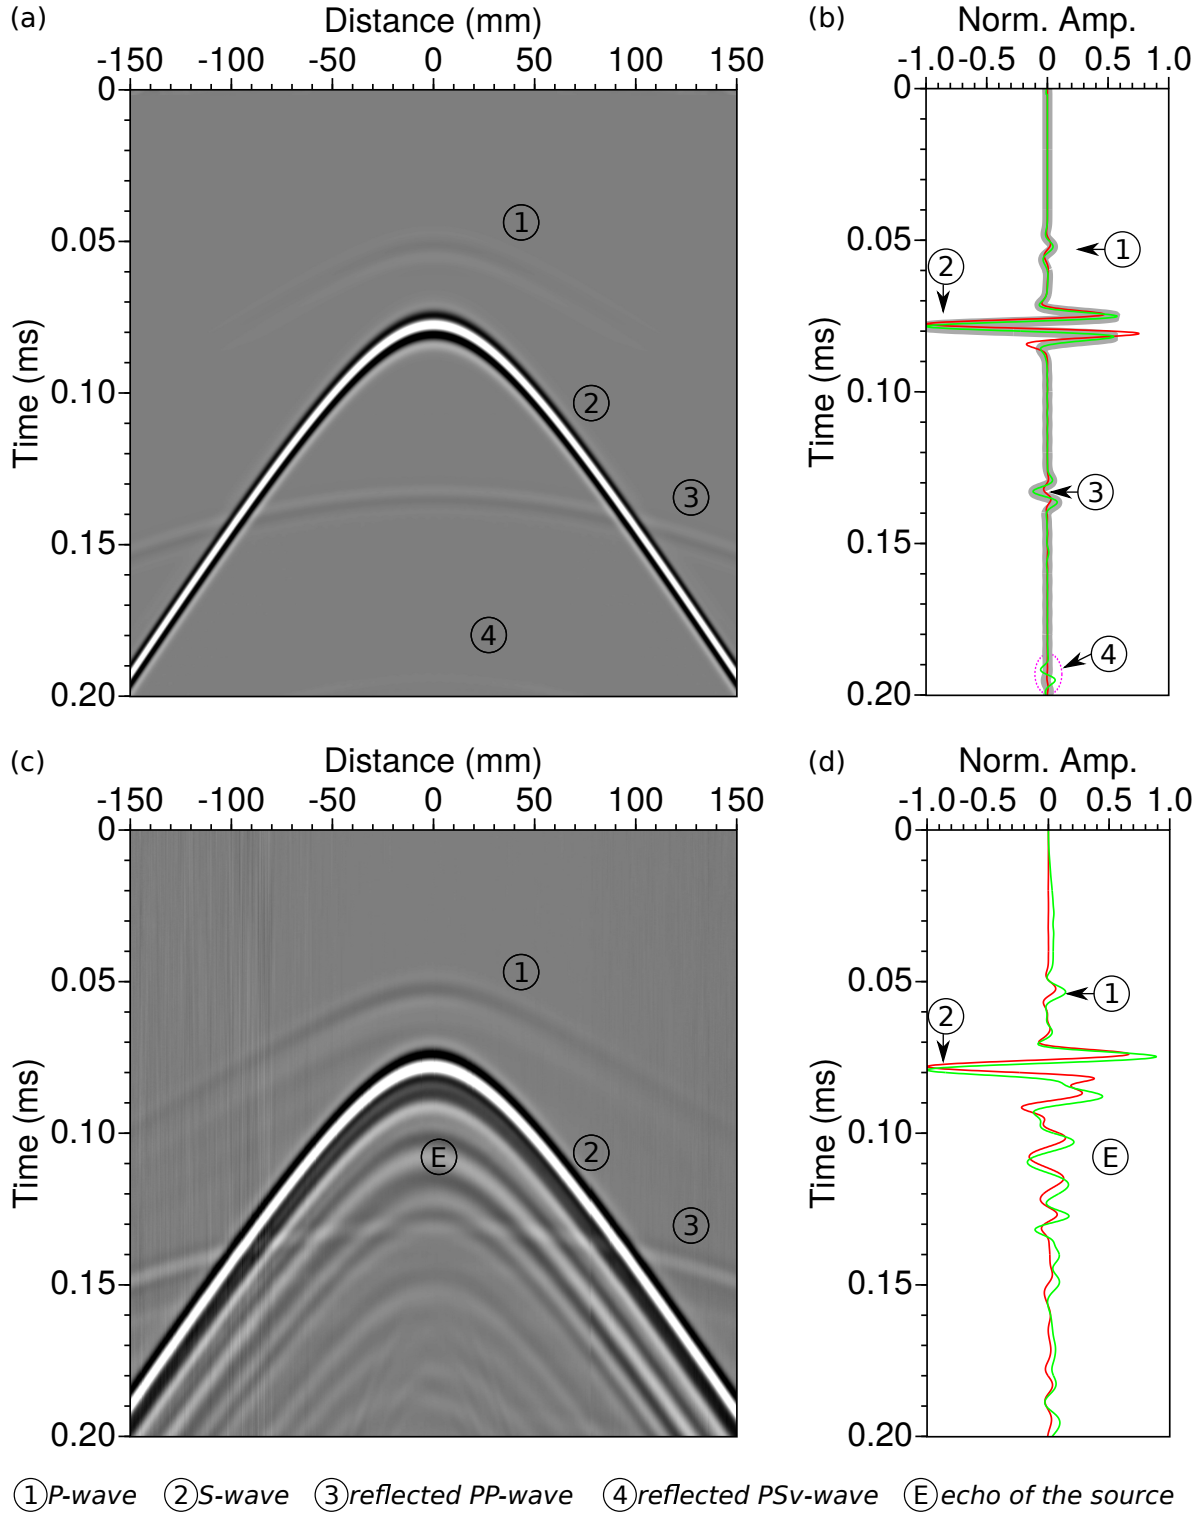 (a)
Distance (mm)
-150 -100 -50 0 50 100 150
0
0.05
0.10
0.15
0.20
Time (ms)
1
2
3
4
(b)
Norm. Amp.
-1.0 -0.5 0 0.5 1.0
0
0.05
0.10
0.15
0.20
Time (ms)
1
2
3
4
(c)
Distance (mm)
-150 -100 -50 0 50 100 150
0
0.05
0.10
0.15
0.20
Time (ms)
1
E
2
3
(d)
Norm. Amp.
-1.0 -0.5 0 0.5 1.0
0
0.05
0.10
0.15
0.20
Time (ms)
1
2
E
1 P-wave 2 S-wave 3 reflected PP-wave 4 reflected PSv-wave E echo of the source